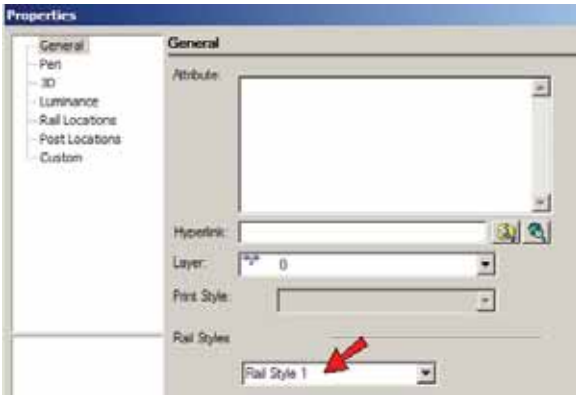 Properties
General
Pen
3D
Luminance
Rail Locations
Post Locations
Custom
General
Attribute:
Hyperlink:
Layer: 0
Print Style:
Rail Styles
Rail Style 1